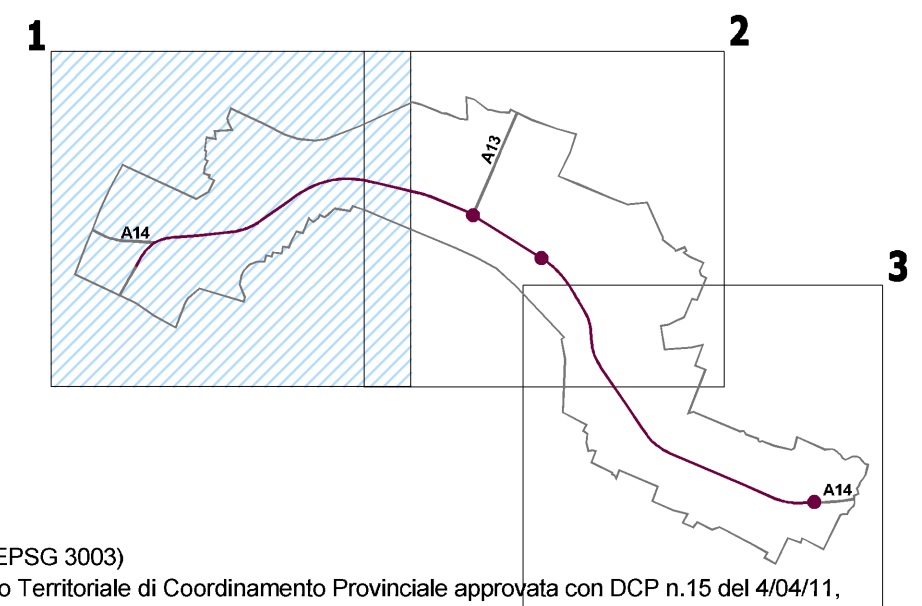 1
2
A13
A14
3
A14
EPSG 3003)
o Territoriale di Coordinamento Provinciale approvata con DCP n.15 del 4/04/11,